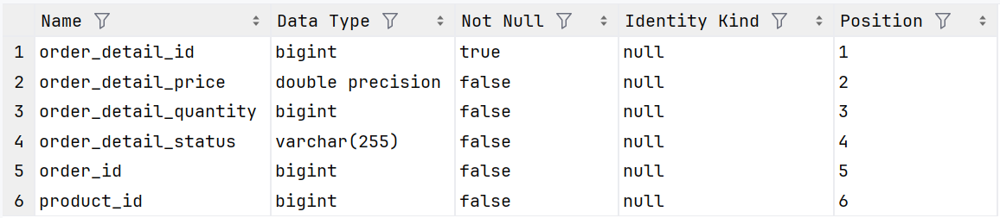 Name Data Type Not Null Identity Kind Position
1 order_detail_id bigint true null 1
2 order_detail_price double precision false null 2
3 order_detail_quantity bigint false null 3
4 order_detail_status varchar(255) false null 4
5 order_id bigint false null 5
6 product_id bigint false null 6